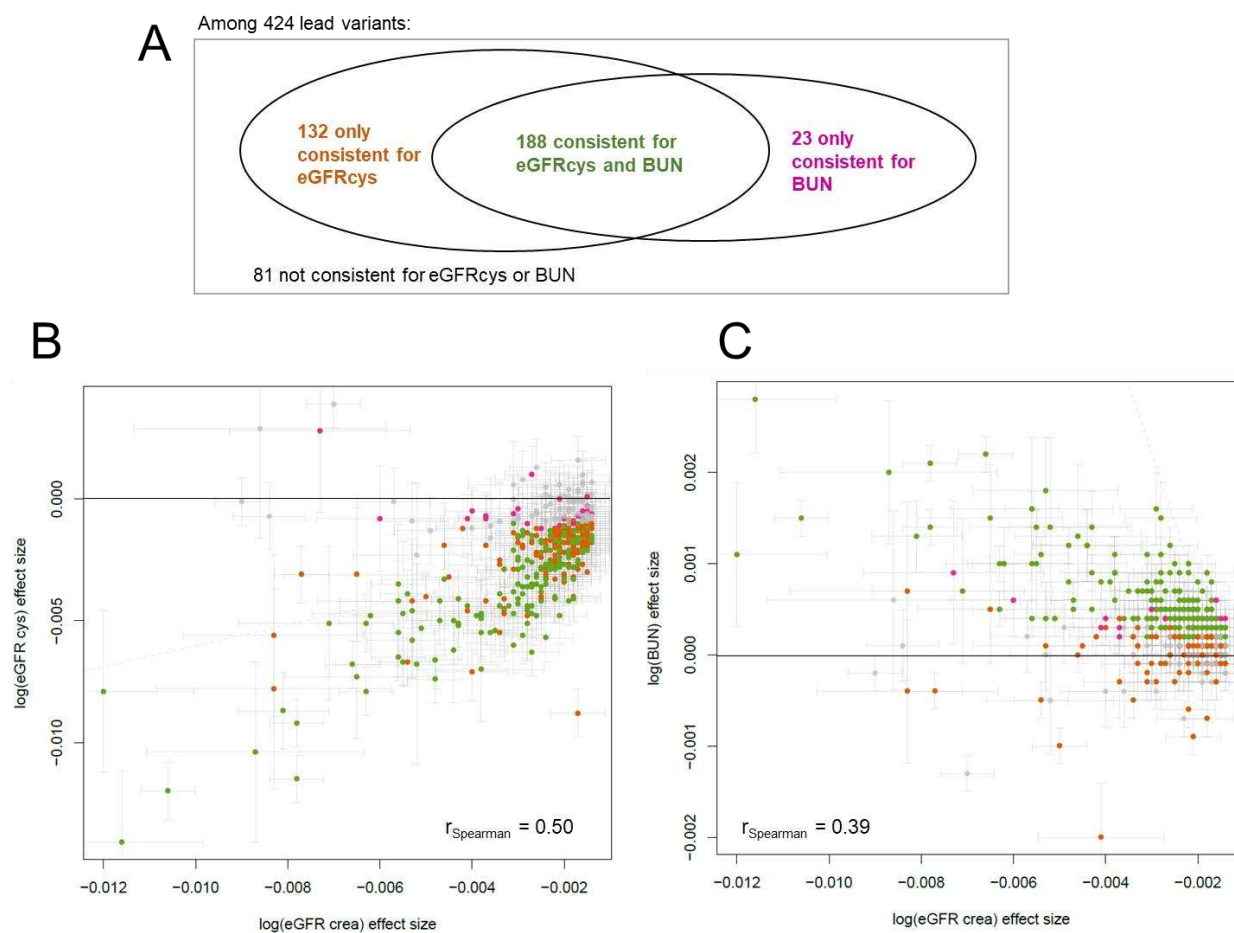 Among 424 lead variants:
A
132 only
consistent for
eGFRcys
188 consistent for
eGFRcys and BUN
23 only
consistent for
BUN
81 not consistent for eGFRcys or BUN
B
log(eGFR cys) effect size
0.000
−0.005
−0.010
rSpearman = 0.50
−0.012 −0.010 −0.008 −0.006 −0.004 −0.002
log(eGFR crea) effect size
C
log(BUN) effect size
0.002
0.001
0.000
−0.001
−0.002
rSpearman = 0.39
−0.012 −0.010 −0.008 −0.006 −0.004 −0.002
log(eGFR crea) effect size